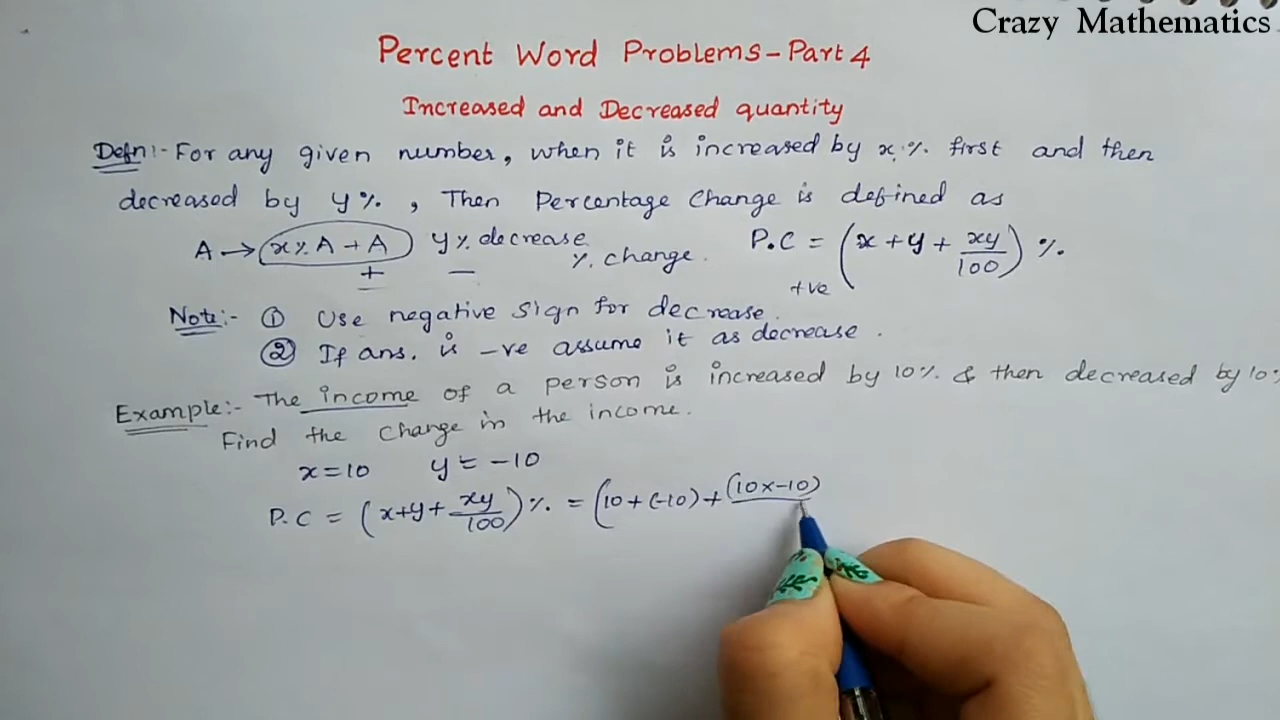 Crazy Mathematics
Percent Word Problems - Part 4
Increased and Decreased quantity
Defn:- For any given number, when it is increased by x% first and then
decreased by y%, Then Percentage change is defined as
A → x% A + A y% decrease P.C = (x + y + xy/100) %
+ - % change. +ve
Note:- ① Use negative sign for decrease.
② If ans. is -ve assume it as decrease.
Example:- The income of a person is increased by 10% & then decreased by 10%
Find the change in the income.
x = 10 y = -10
P.C = (x+y+ xy/100) % = (10 + (-10) + (10x-10)